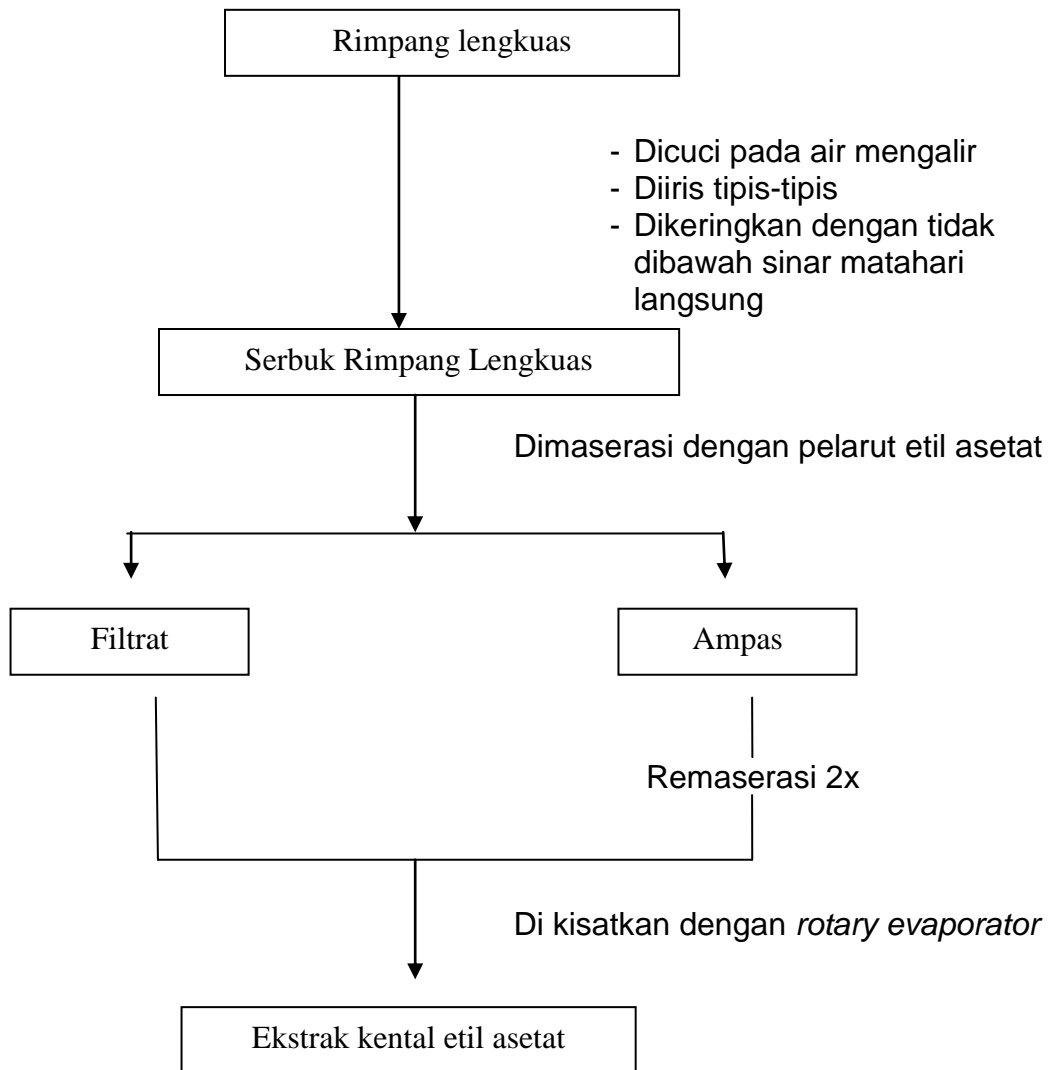 Rimpang lengkuas
- Dicuci pada air mengalir
- Diiris tipis-tipis
- Dikeringkan dengan tidak
dibawah sinar matahari
langsung
Serbuk Rimpang Lengkuas
Dimaserasi dengan pelarut etil asetat
Filtrat
Ampas
Remaserasi 2x
Di kisatkan dengan rotary evaporator
Ekstrak kental etil asetat